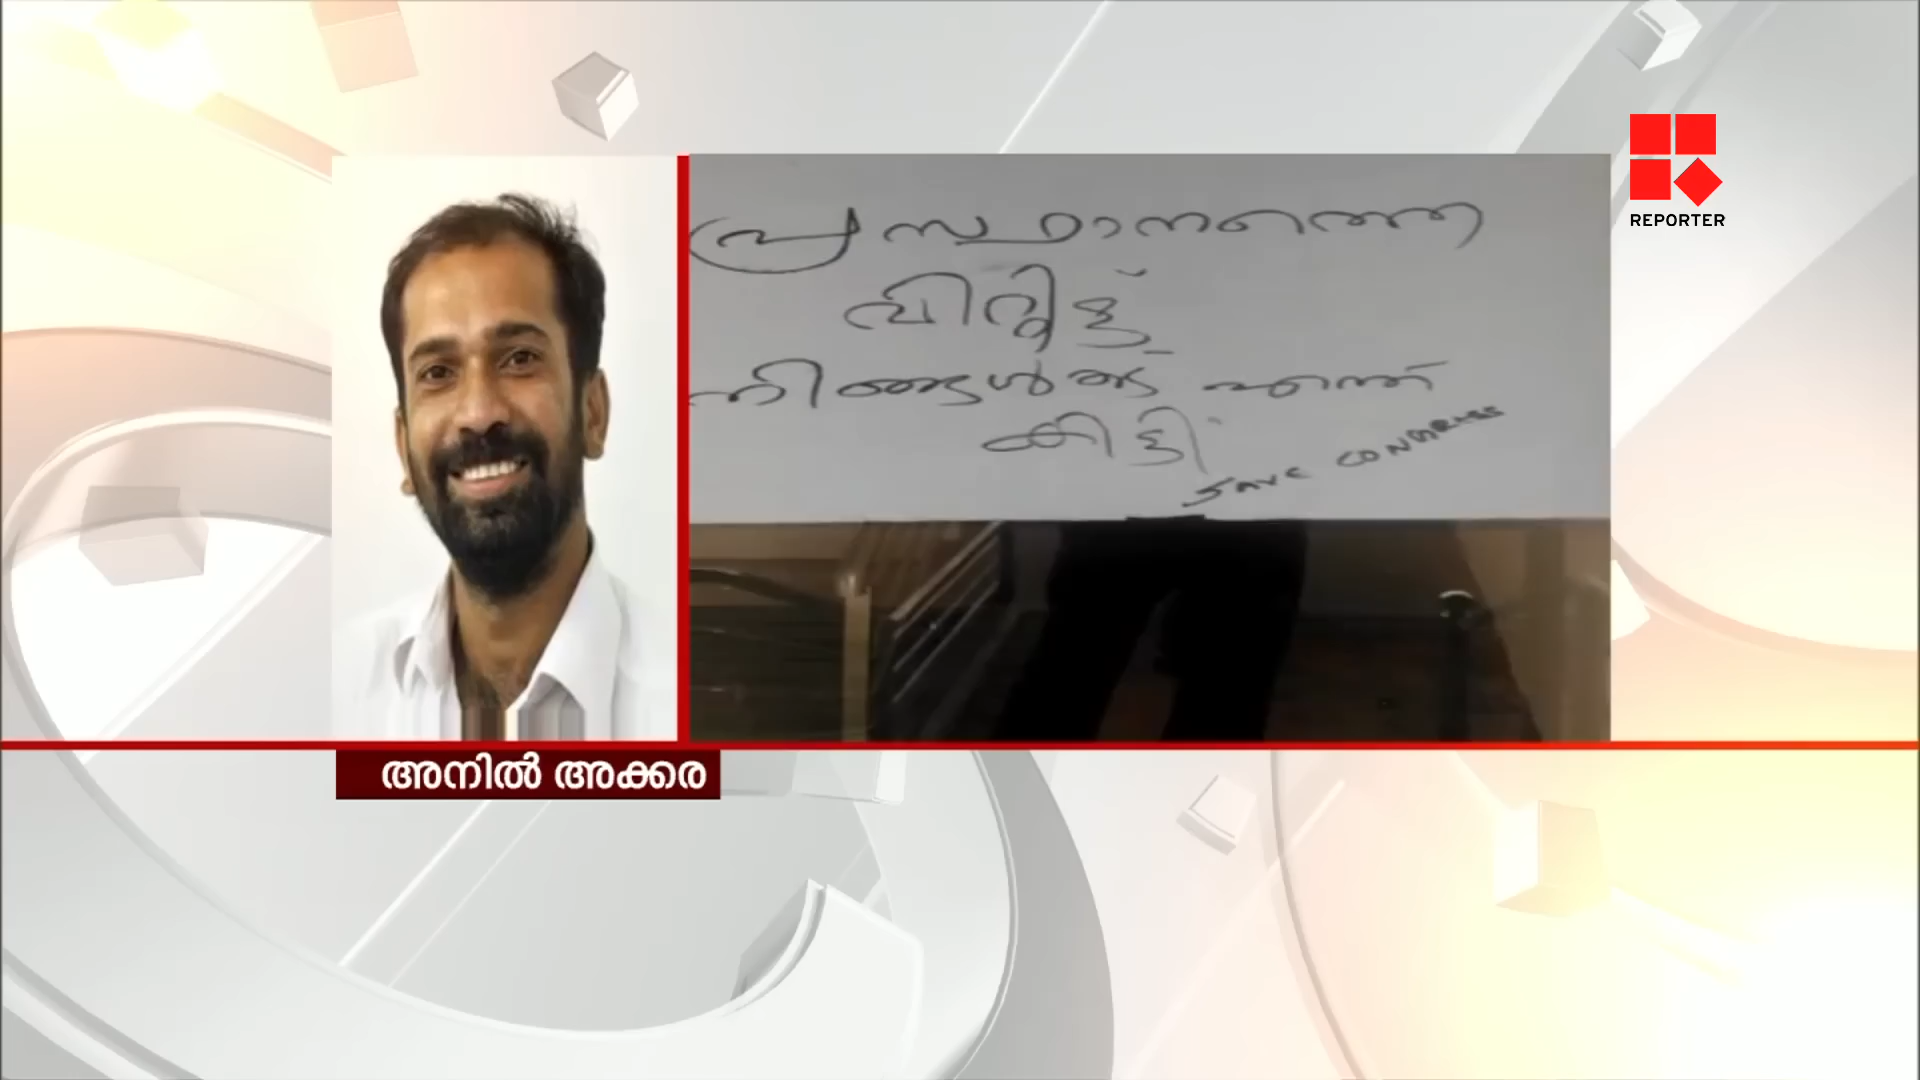 REPORTER
പ്രസ്ഥാനത്തെ
വിറ്റിട്ട്
നിങ്ങൾക്ക് എന്ത്
കിട്ടി
SAVE CONGRESS
അനിൽ അക്കര